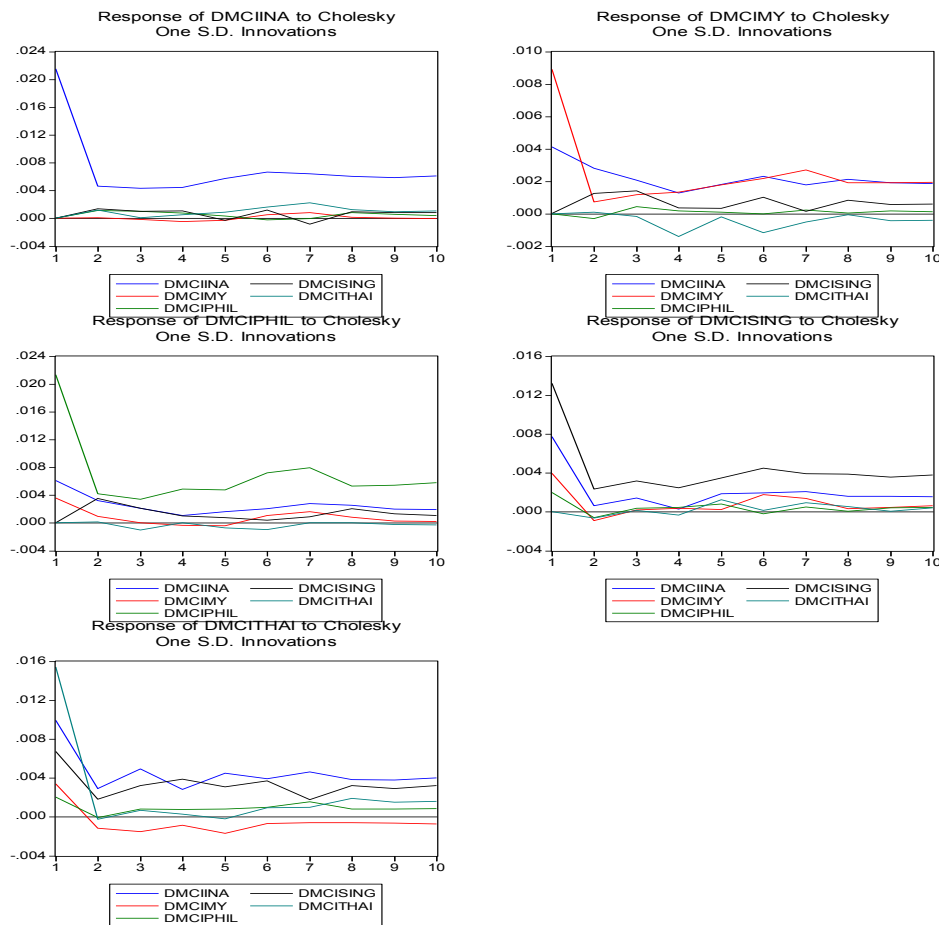 Response of DMCIINA to Cholesky
One S.D. Innovations
.024
.020
.016
.012
.008
.004
.000
-.004
1 2 3 4 5 6 7 8 9 10
DMCIINA DMCISING
DMCIMY DMCITHAI
DMCIPHIL
Response of DMCIMY to Cholesky
One S.D. Innovations
.010
.008
.006
.004
.002
.000
-.002
1 2 3 4 5 6 7 8 9 10
DMCIINA DMCISING
DMCIMY DMCITHAI
DMCIPHIL
Response of DMCIPHIL to Cholesky
One S.D. Innovations
.024
.020
.016
.012
.008
.004
.000
-.004
1 2 3 4 5 6 7 8 9 10
DMCIINA DMCISING
DMCIMY DMCITHAI
DMCIPHIL
Response of DMCISING to Cholesky
One S.D. Innovations
.016
.012
.008
.004
.000
-.004
1 2 3 4 5 6 7 8 9 10
DMCIINA DMCISING
DMCIMY DMCITHAI
DMCIPHIL
Response of DMCITHAI to Cholesky
One S.D. Innovations
.016
.012
.008
.004
.000
-.004
1 2 3 4 5 6 7 8 9 10
DMCIINA DMCISING
DMCIMY DMCITHAI
DMCIPHIL